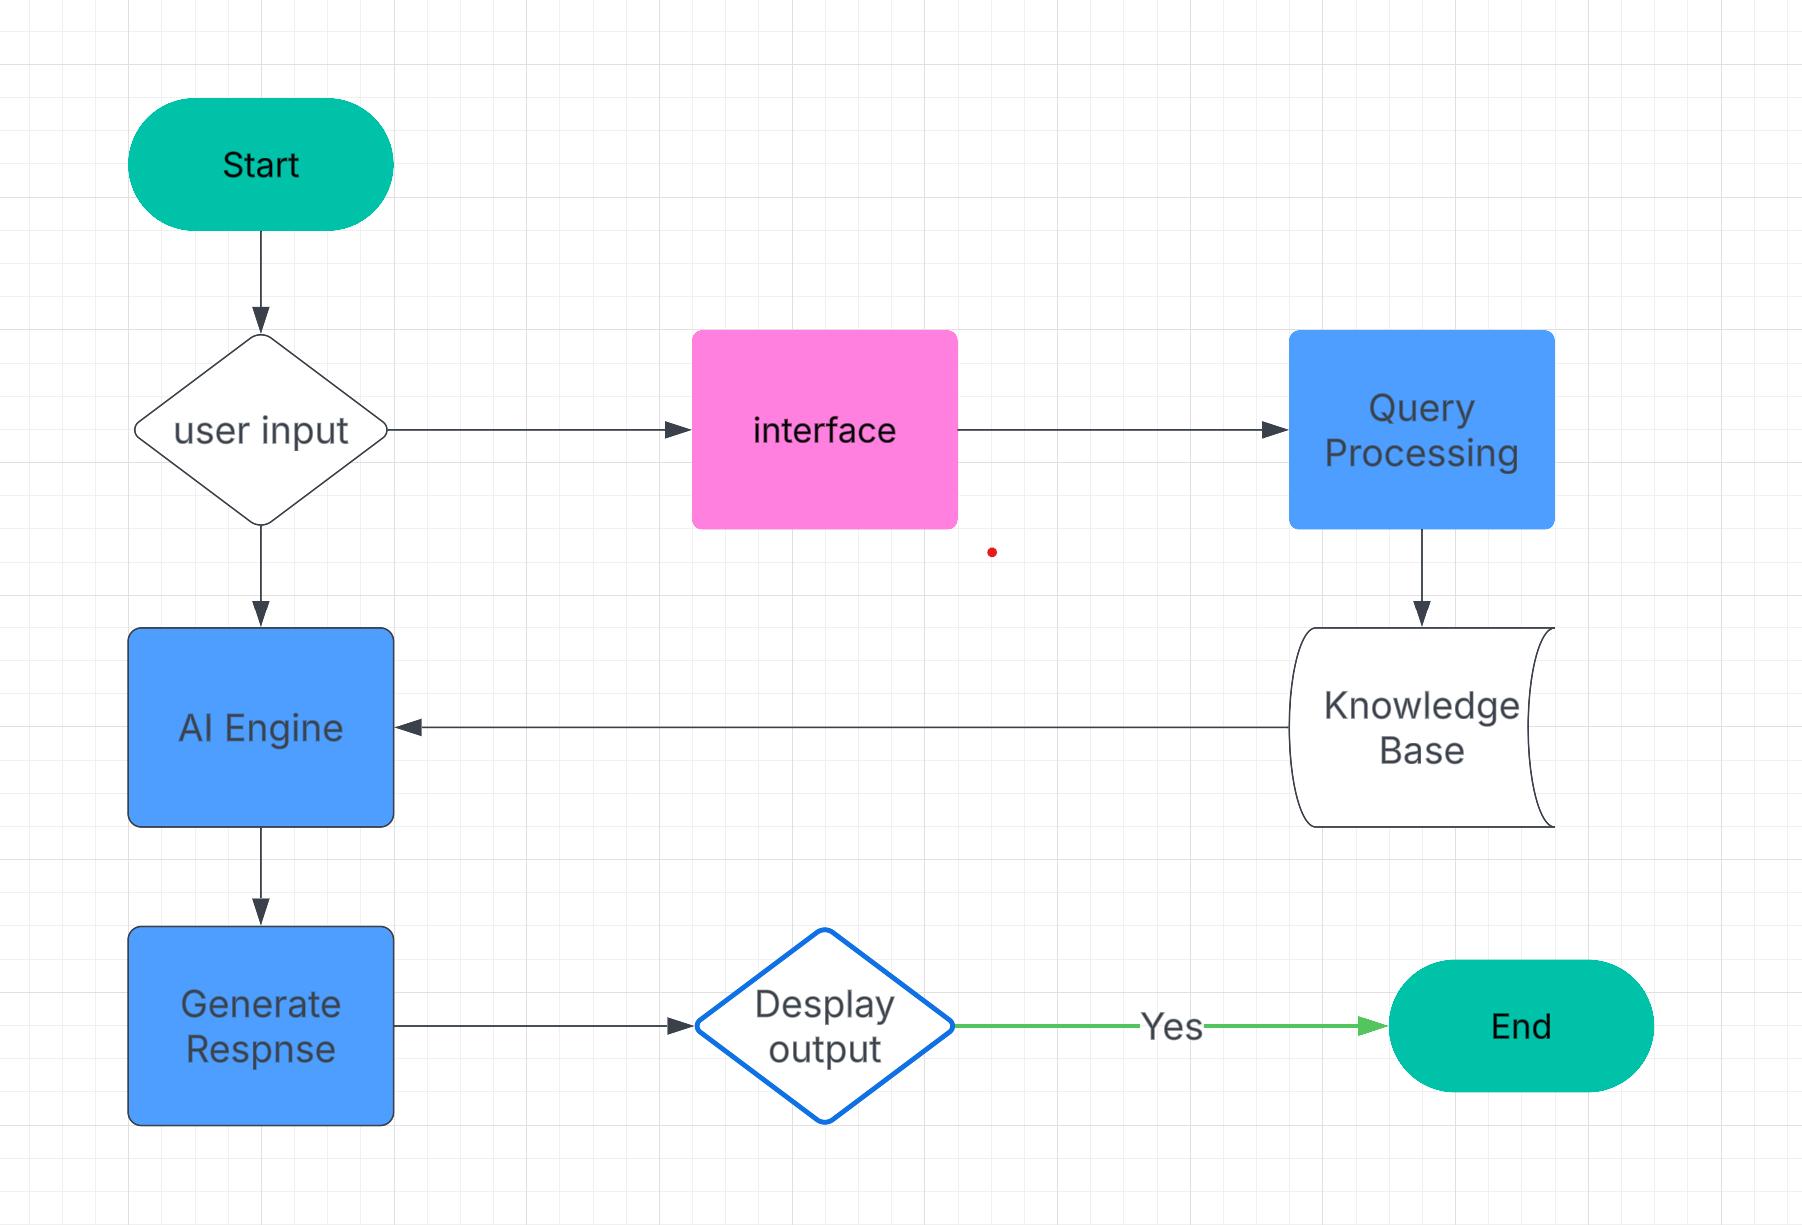 Start
user input
interface
Query
Processing
AI Engine
Knowledge
Base
Generate
Respnse
Desplay
output
Yes
End